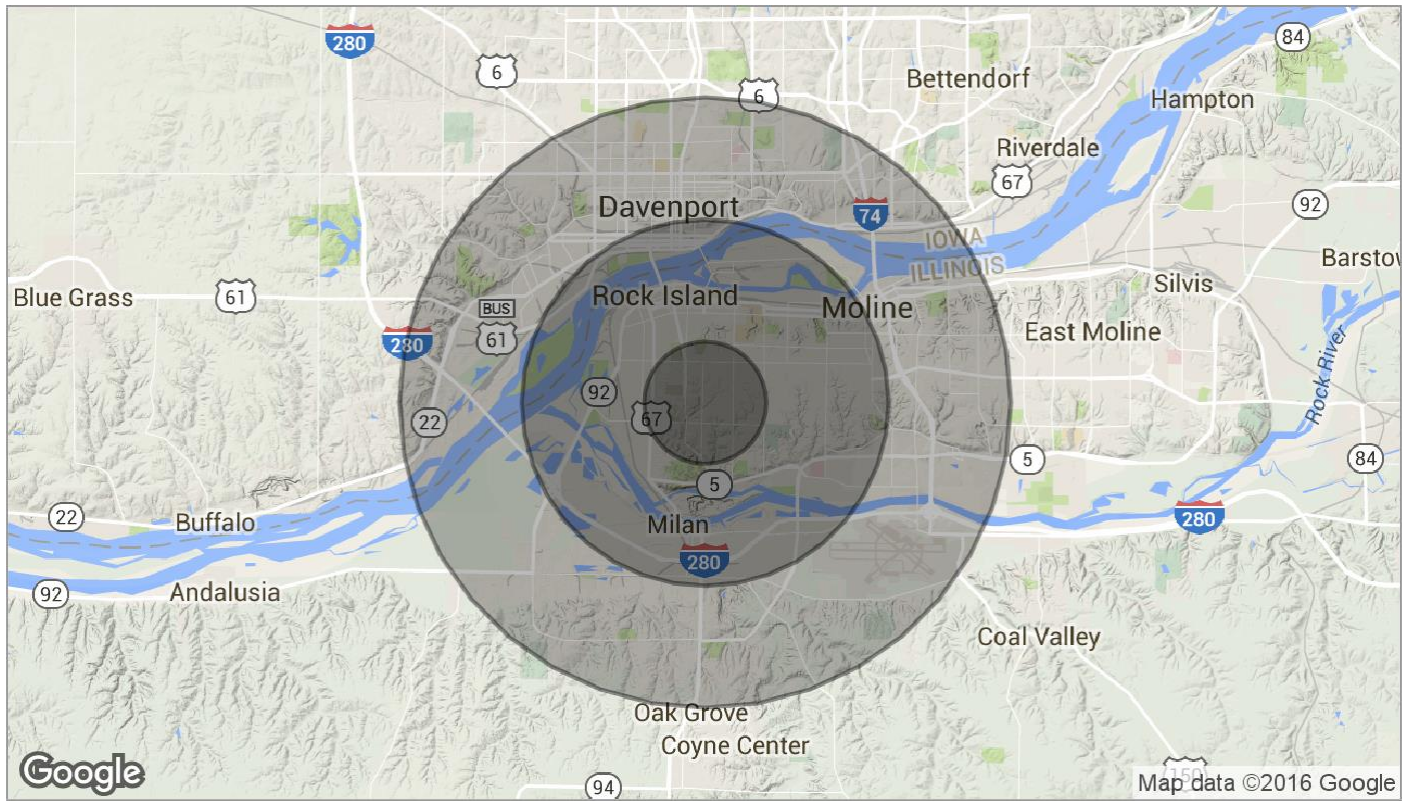 280
84
6
Bettendorf
6
Hampton
Riverdale
67
92
Davenport
74
IOWA
ILLINOIS
Barstow
Silvis
Blue Grass
61
Rock Island
BUS
61
Moline
East Moline
280
Rock River
92
22
67
5
84
5
22
Buffalo
Milan
280
280
92
Andalusia
Coal Valley
Oak Grove
Coyne Center
Google
94
150
Map data ©2016 Google